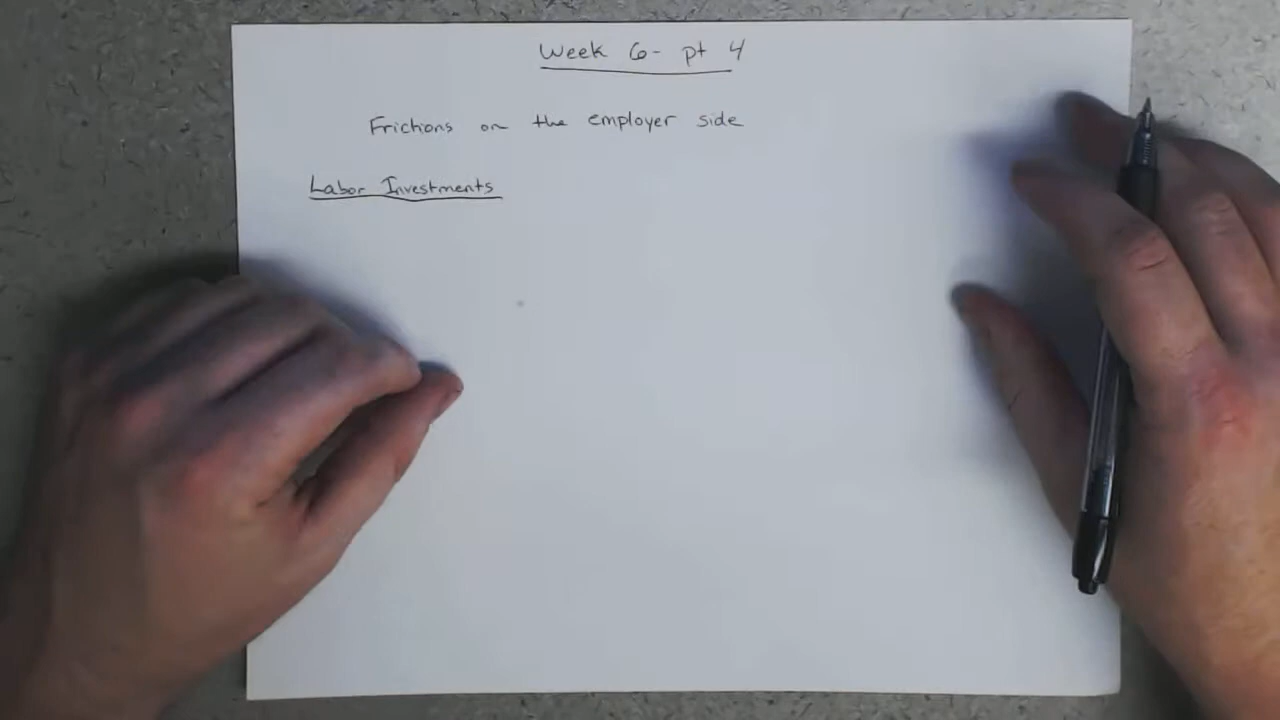 Week 6- pt 4
Frictions on the employer side
Labor Investments